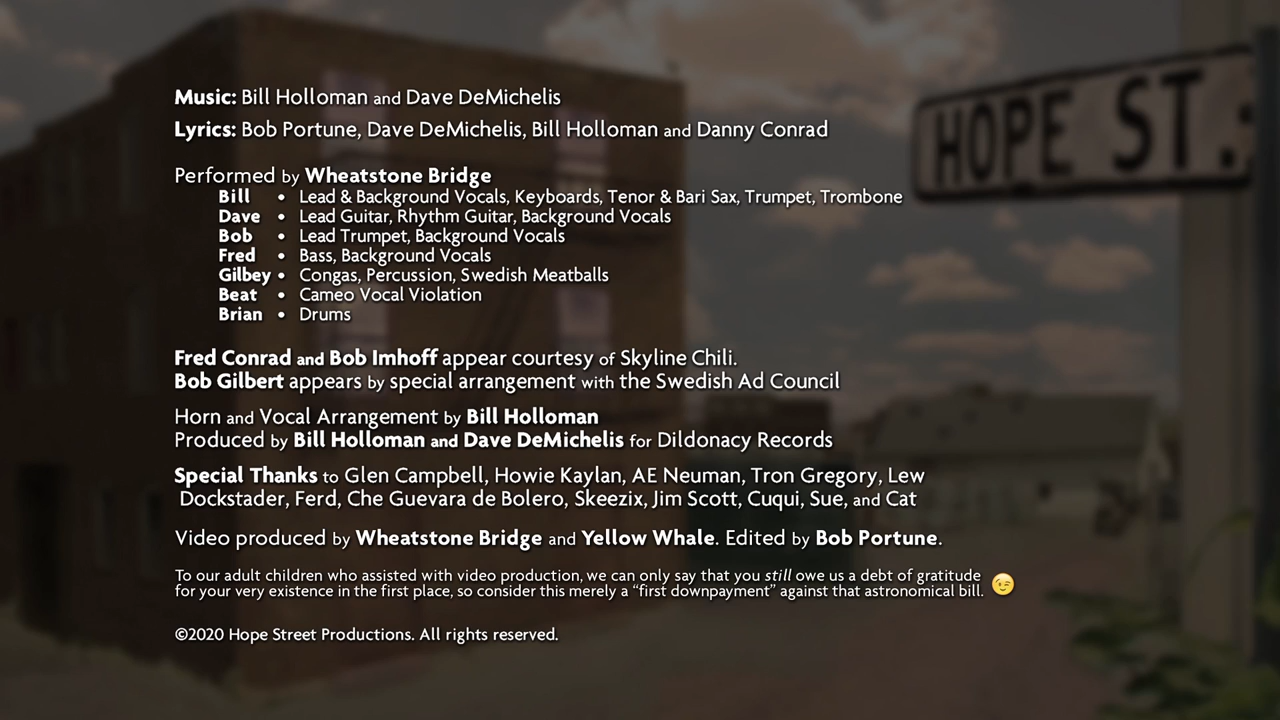 HOPE ST.
Music: Bill Holloman and Dave DeMichelis
Lyrics: Bob Portune, Dave DeMichelis, Bill Holloman and Danny Conrad
Performed by Wheatstone Bridge
Bill • Lead & Background Vocals, Keyboards, Tenor & Bari Sax, Trumpet, Trombone
Dave • Lead Guitar, Rhythm Guitar, Background Vocals
Bob • Lead Trumpet, Background Vocals
Fred • Bass, Background Vocals
Gilbey • Congas, Percussion, Swedish Meatballs
Beat • Cameo Vocal Violation
Brian • Drums
Fred Conrad and Bob Imhoff appear courtesy of Skyline Chili.
Bob Gilbert appears by special arrangement with the Swedish Ad Council
Horn and Vocal Arrangement by Bill Holloman
Produced by Bill Holloman and Dave DeMichelis for Dildonacy Records
Special Thanks to Glen Campbell, Howie Kaylan, AE Neuman, Tron Gregory, Lew
Dockstader, Ferd, Che Guevara de Bolero, Skeezix, Jim Scott, Cuqui, Sue, and Cat
Video produced by Wheatstone Bridge and Yellow Whale. Edited by Bob Portune.
To our adult children who assisted with video production, we can only say that you still owe us a debt of gratitude
for your very existence in the first place, so consider this merely a “first downpayment” against that astronomical bill. 😉
©2020 Hope Street Productions. All rights reserved.